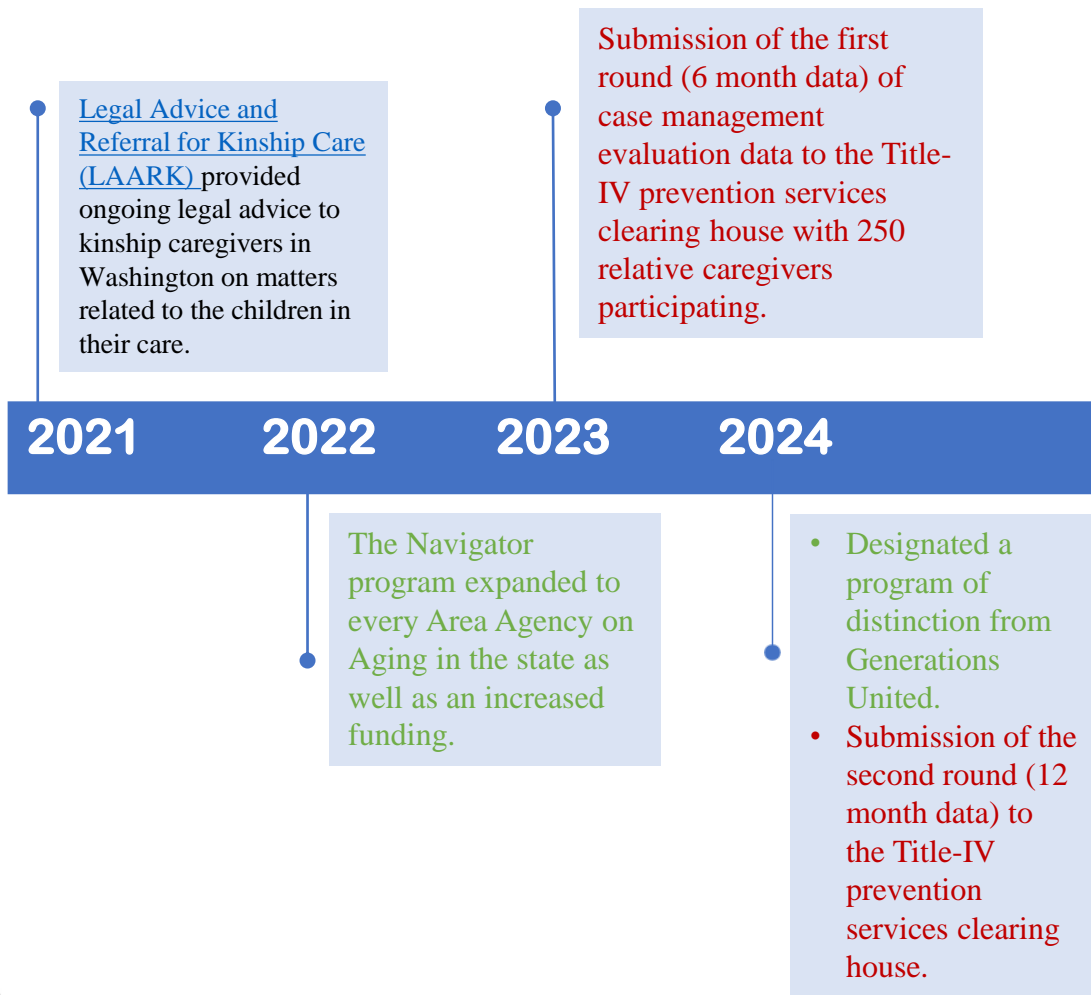 Legal Advice and
Referral for Kinship Care
(LAARK) provided
ongoing legal advice to
kinship caregivers in
Washington on matters
related to the children in
their care.
Submission of the first
round (6 month data) of
case management
evaluation data to the Title-
IV prevention services
clearing house with 250
relative caregivers
participating.
2021 2022 2023 2024
The Navigator
program expanded to
every Area Agency on
Aging in the state as
well as an increased
funding.
• Designated a
program of
distinction from
Generations
United.
• Submission of the
second round (12
month data) to
the Title-IV
prevention
services clearing
house.